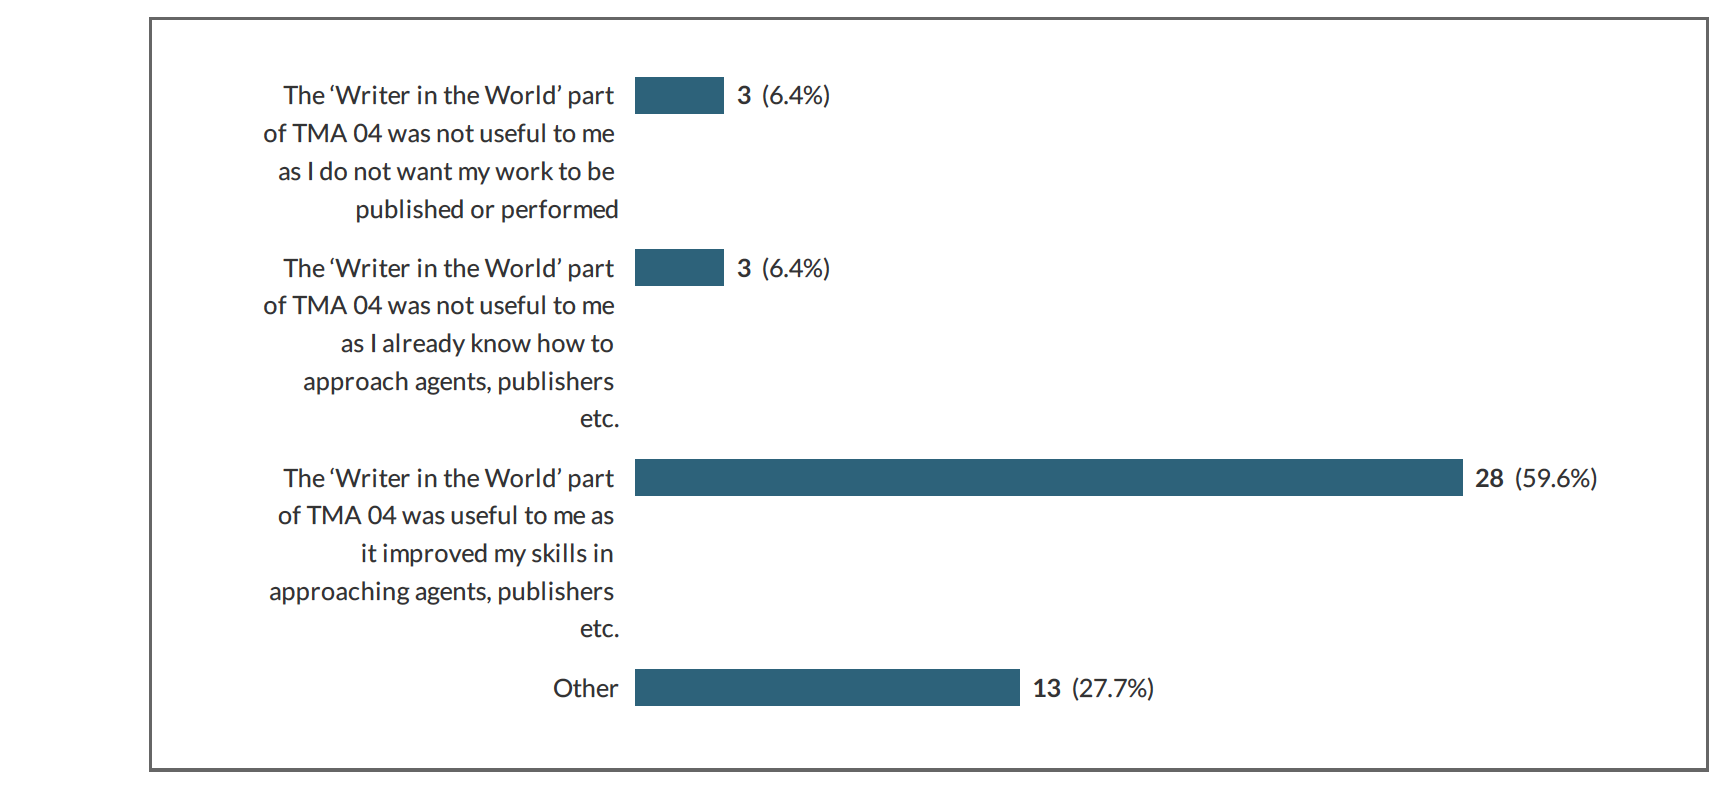 The ‘Writer in the World’ part
of TMA 04 was not useful to me
as I do not want my work to be
published or performed
3 (6.4%)
The ‘Writer in the World’ part
of TMA 04 was not useful to me
as I already know how to
approach agents, publishers
etc.
3 (6.4%)
The ‘Writer in the World’ part
of TMA 04 was useful to me as
it improved my skills in
approaching agents, publishers
etc.
28 (59.6%)
Other
13 (27.7%)